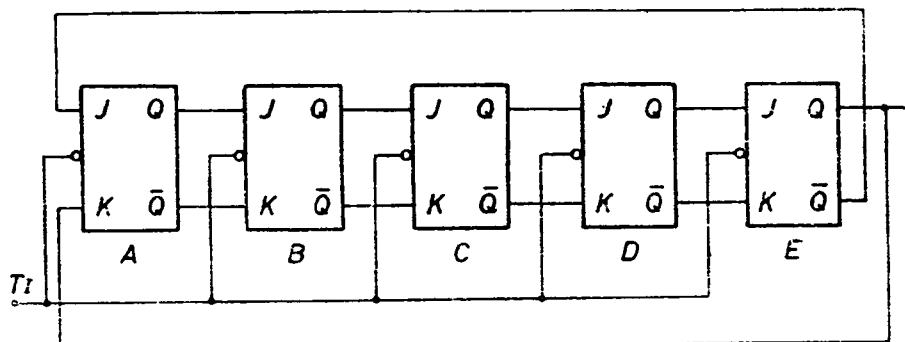 J Q J Q J Q J Q J Q
K Q̄ K Q̄ K Q̄ K Q̄ K Q̄
A B C D E
TI